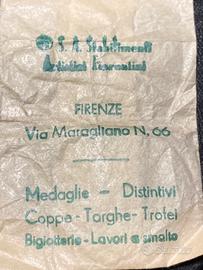 S. A. Stabilimenti
Artistici Fiorentini
FIRENZE
Via Maragliano N. 66
Medaglie - Distintivi
Coppe - Targhe - Trofei
Bigiotterie - Lavori a smalto